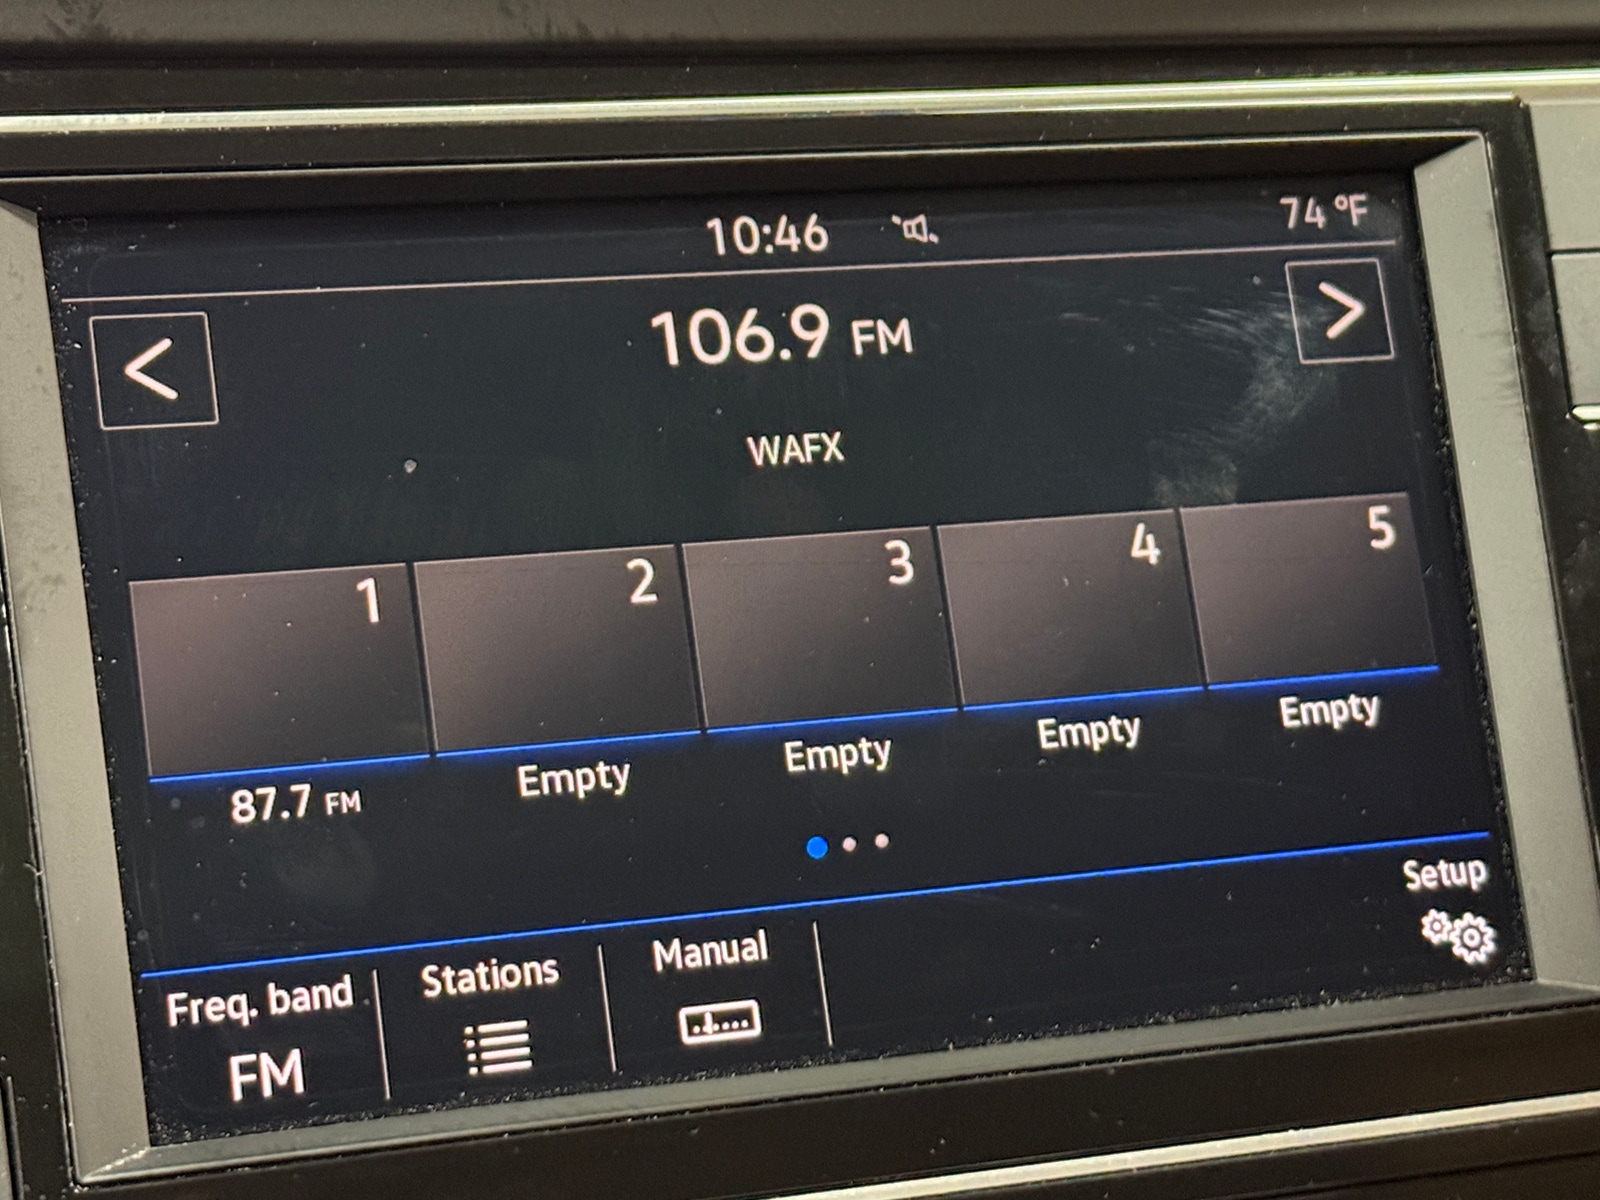 10:46 74 °F
106.9 FM
WAFX
1 2 3 4 5
87.7 FM Empty Empty Empty Empty
Setup
Freq. band Stations Manual
FM